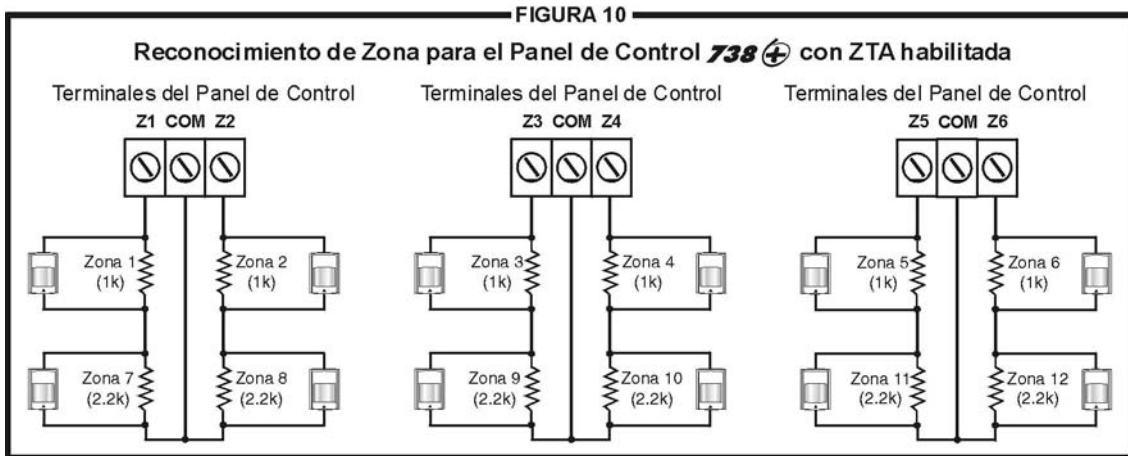 FIGURA 10
Reconocimiento de Zona para el Panel de Control 738 + con ZTA habilitada
Terminales del Panel de Control
Z1 COM Z2
Zona 1
(1k)
Zona 2
(1k)
Zona 7
(2.2k)
Zona 8
(2.2k)
Terminales del Panel de Control
Z3 COM Z4
Zona 3
(1k)
Zona 4
(1k)
Zona 9
(2.2k)
Zona 10
(2.2k)
Terminales del Panel de Control
Z5 COM Z6
Zona 5
(1k)
Zona 6
(1k)
Zona 11
(2.2k)
Zona 12
(2.2k)